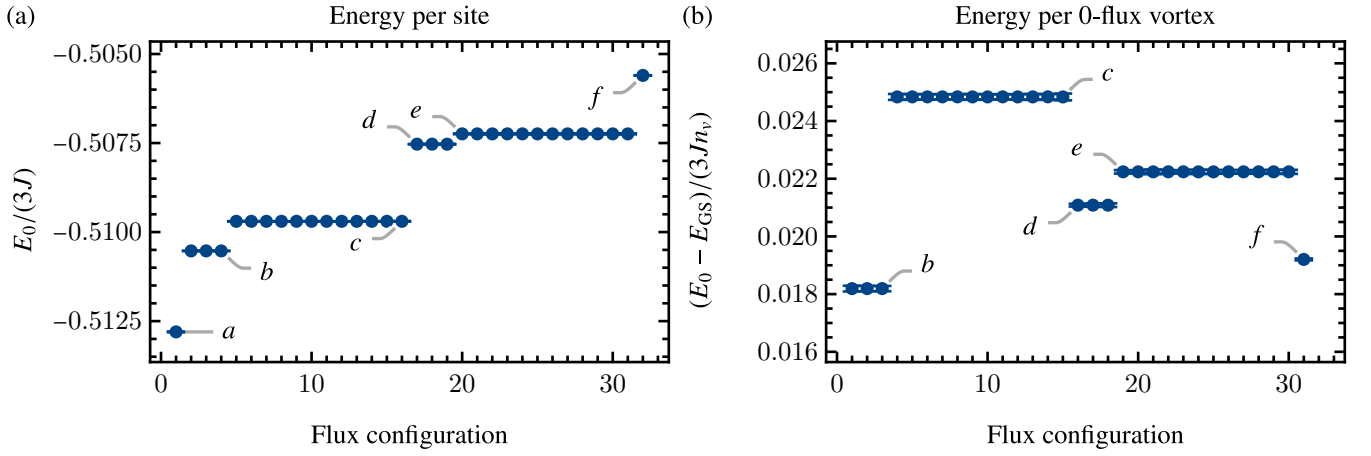 (a)
Energy per site
−0.5050
−0.5075
−0.5100
−0.5125
E₀/(3J)
a
b
c
d
e
f
0
10
20
30
Flux configuration
(b)
Energy per 0-flux vortex
0.026
0.024
0.022
0.020
0.018
0.016
(E₀ − E_GS)/(3Jn_v)
c
e
d
f
b
0
10
20
30
Flux configuration